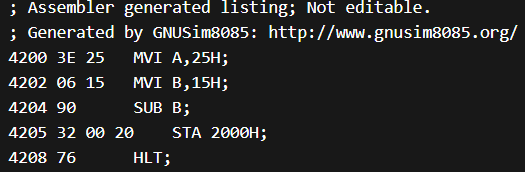 ; Assembler generated listing; Not editable.
; Generated by GNUSim8085: http://www.gnusim8085.org/
4200 3E 25   MVI A,25H;
4202 06 15   MVI B,15H;
4204 90      SUB B;
4205 32 00 20    STA 2000H;
4208 76      HLT;